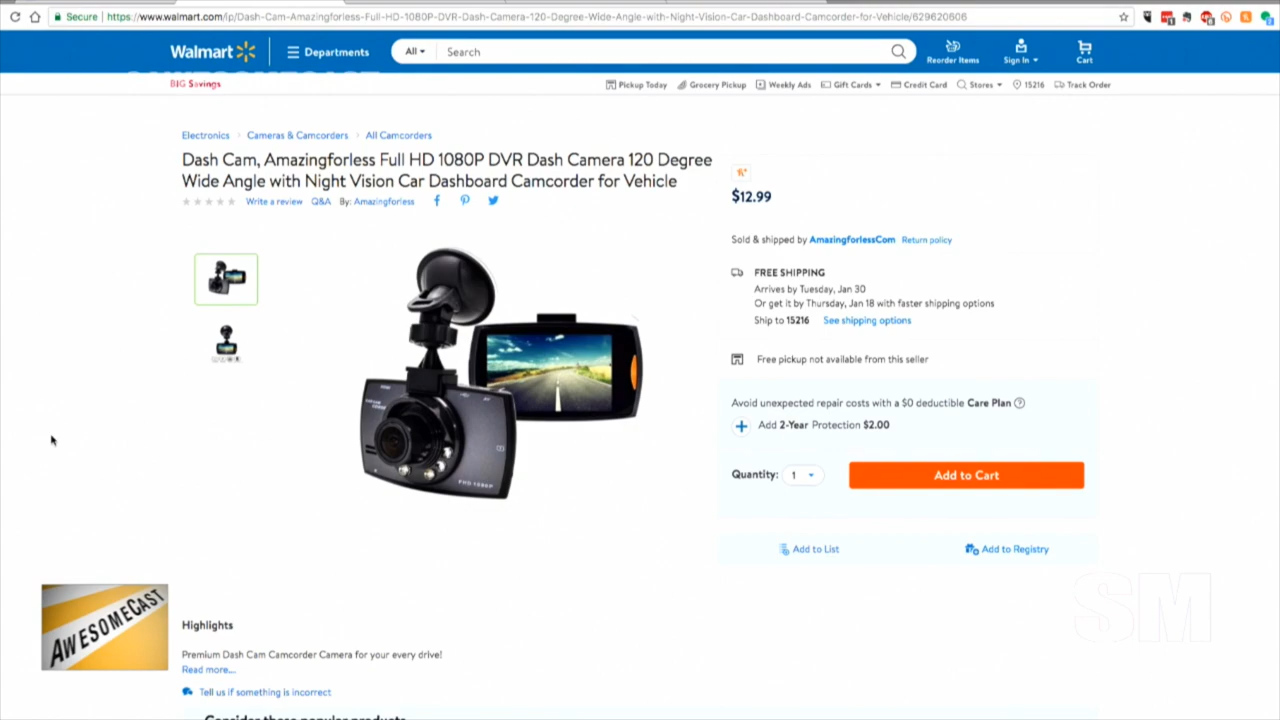 Secure https://www.walmart.com/ip/Dash-Cam-Amazingforless-Full-HD-1080P-DVR-Dash-Camera-120-Degree-Wide-Angle-with-Night-Vision-Car-Dashboard-Camcorder-for-Vehicle/629620606
Walmart Departments All Search Reorder Items Sign In Cart
BIG Savings Pickup Today Grocery Pickup Weekly Ads Gift Cards Credit Card Stores 15216 Track Order
Electronics Cameras & Camcorders All Camcorders
Dash Cam, Amazingforless Full HD 1080P DVR Dash Camera 120 Degree
Wide Angle with Night Vision Car Dashboard Camcorder for Vehicle
Write a review Q&A By: Amazingforless
$12.99
Sold & shipped by AmazingforlessCom Return policy
FREE SHIPPING
Arrives by Tuesday, Jan 30
Or get it by Thursday, Jan 18 with faster shipping options
Ship to 15216 See shipping options
Free pickup not available from this seller
Avoid unexpected repair costs with a $0 deductible Care Plan
Add 2-Year Protection $2.00
Quantity: 1 Add to Cart
FHD 1080P
Add to List Add to Registry
AWESOMECAST
SM
Highlights
Premium Dash Cam Camcorder Camera for your every drive!
Read more...
Tell us if something is incorrect
Consider these popular products